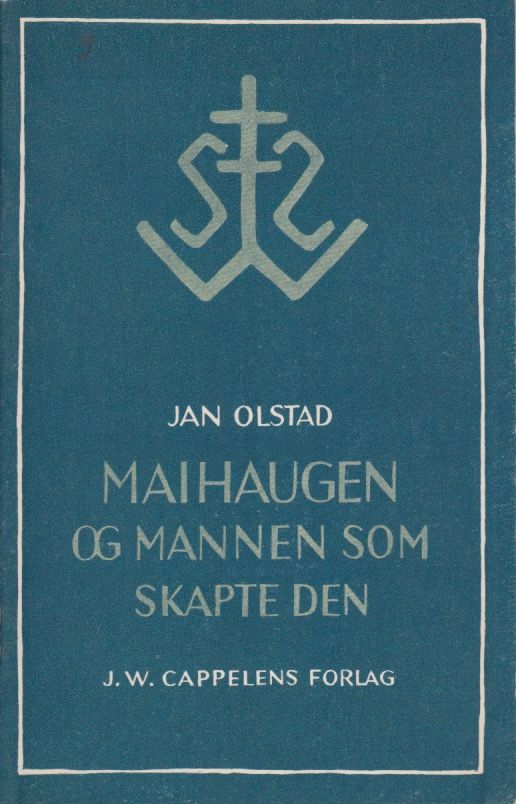 JAN OLSTAD
MAIHAUGEN
OG MANNEN SOM
SKAPTE DEN
J. W. CAPPELENS FORLAG